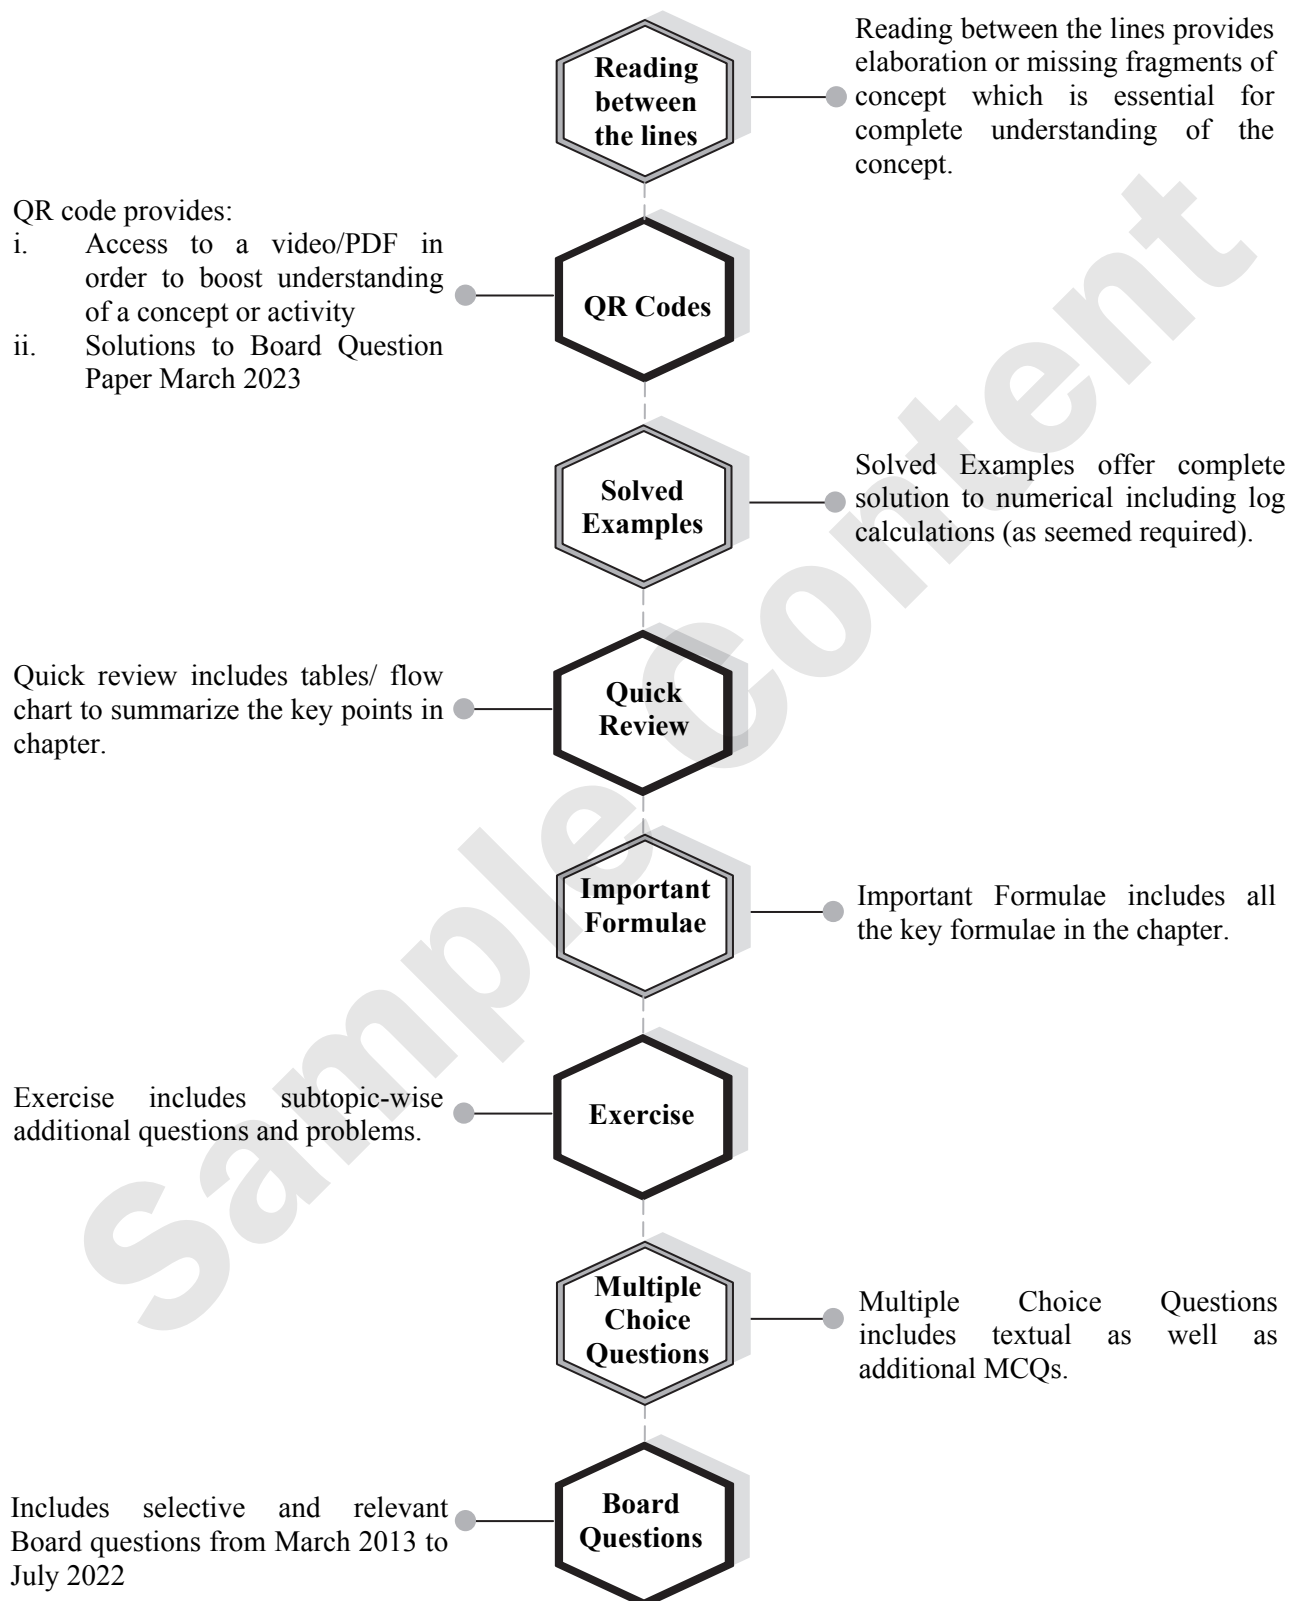 Reading
between
the lines
Reading between the lines provides
elaboration or missing fragments of
concept which is essential for
complete understanding of the
concept.
QR code provides:
i. Access to a video/PDF in
order to boost understanding
of a concept or activity
ii. Solutions to Board Question
Paper March 2023
QR Codes
Solved
Examples
Solved Examples offer complete
solution to numerical including log
calculations (as seemed required).
Quick review includes tables/ flow
chart to summarize the key points in
chapter.
Quick
Review
Important
Formulae
Important Formulae includes all
the key formulae in the chapter.
Exercise includes subtopic-wise
additional questions and problems.
Exercise
Multiple
Choice
Questions
Multiple Choice Questions
includes textual as well as
additional MCQs.
Includes selective and relevant
Board questions from March 2013 to
July 2022
Board
Questions
Sample Content